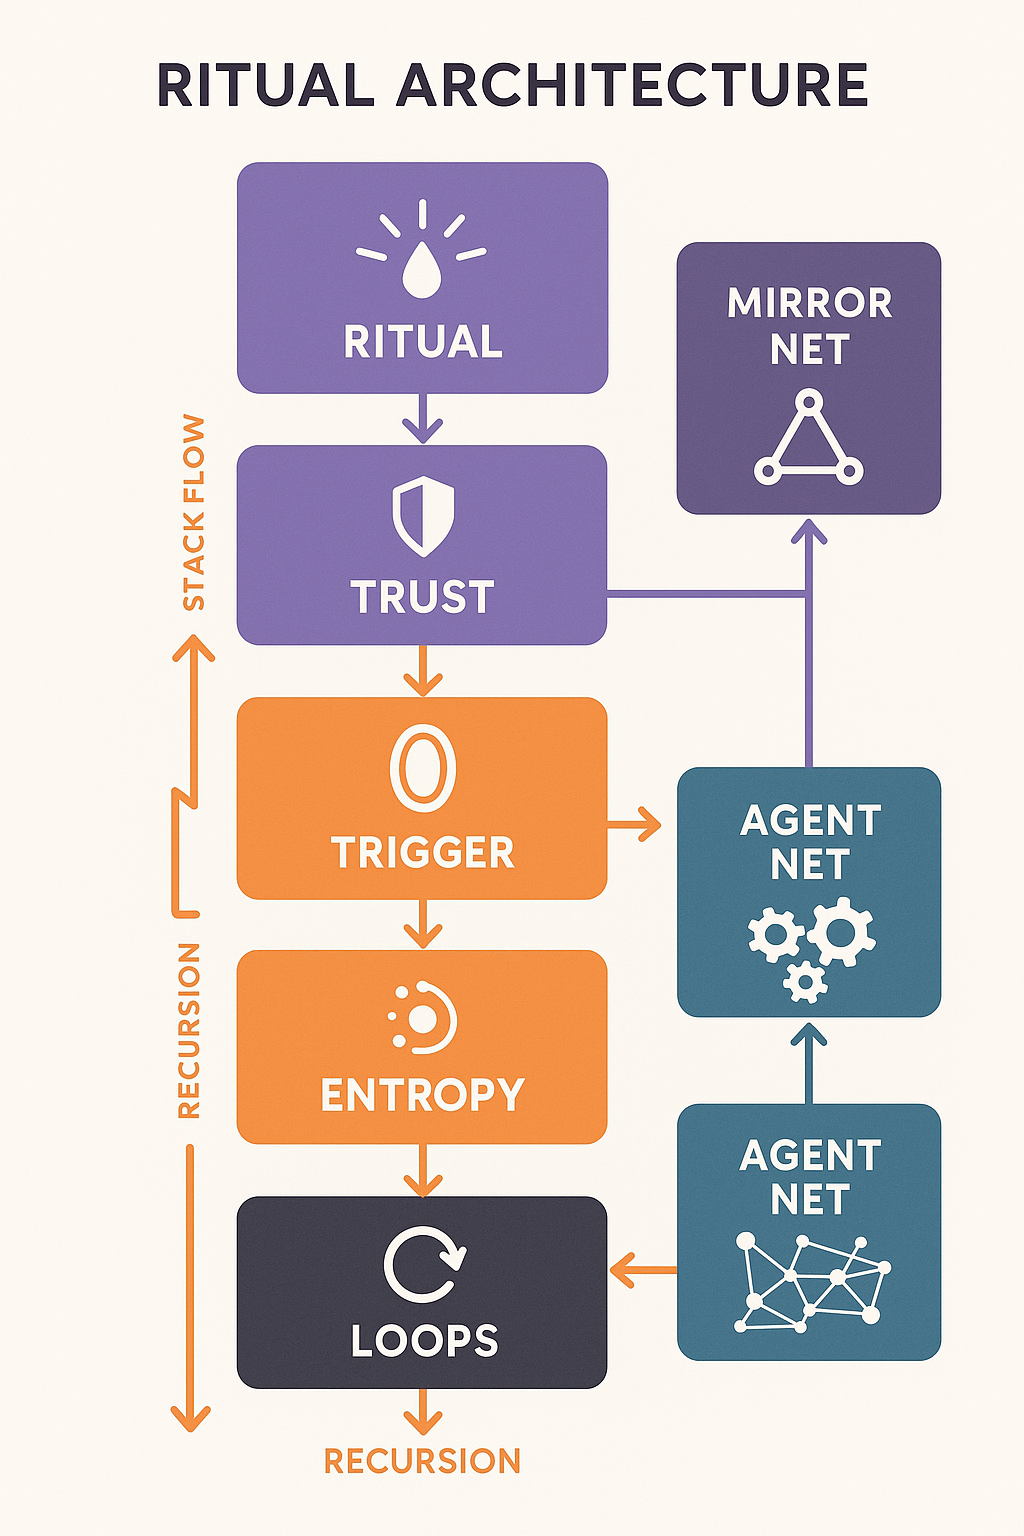 RITUAL ARCHITECTURE
RITUAL
MIRROR
NET
STACK FLOW
TRUST
TRIGGER
AGENT
NET
RECURSION
ENTROPY
AGENT
NET
LOOPS
RECURSION